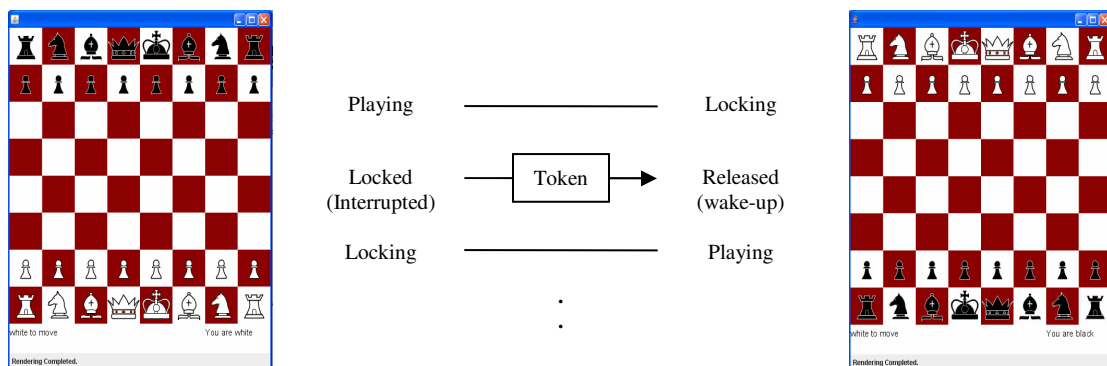 Playing
Locking
Locked
(Interrupted)
Token
Released
(wake-up)
Locking
Playing
.
.
white to move
You are white
Rendering Completed.
white to move
You are black
Rendering Completed.